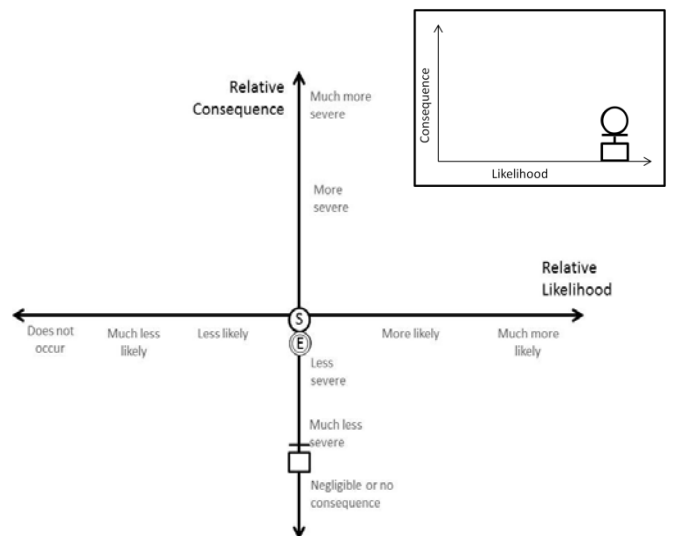 Relative
Consequence
Much more
severe
More
severe
Consequence
Likelihood
Relative
Likelihood
Does not
occur
Much less
likely
Less likely
S
More likely
Much more
likely
E
Less
severe
Much less
severe
Negligible or no
consequence